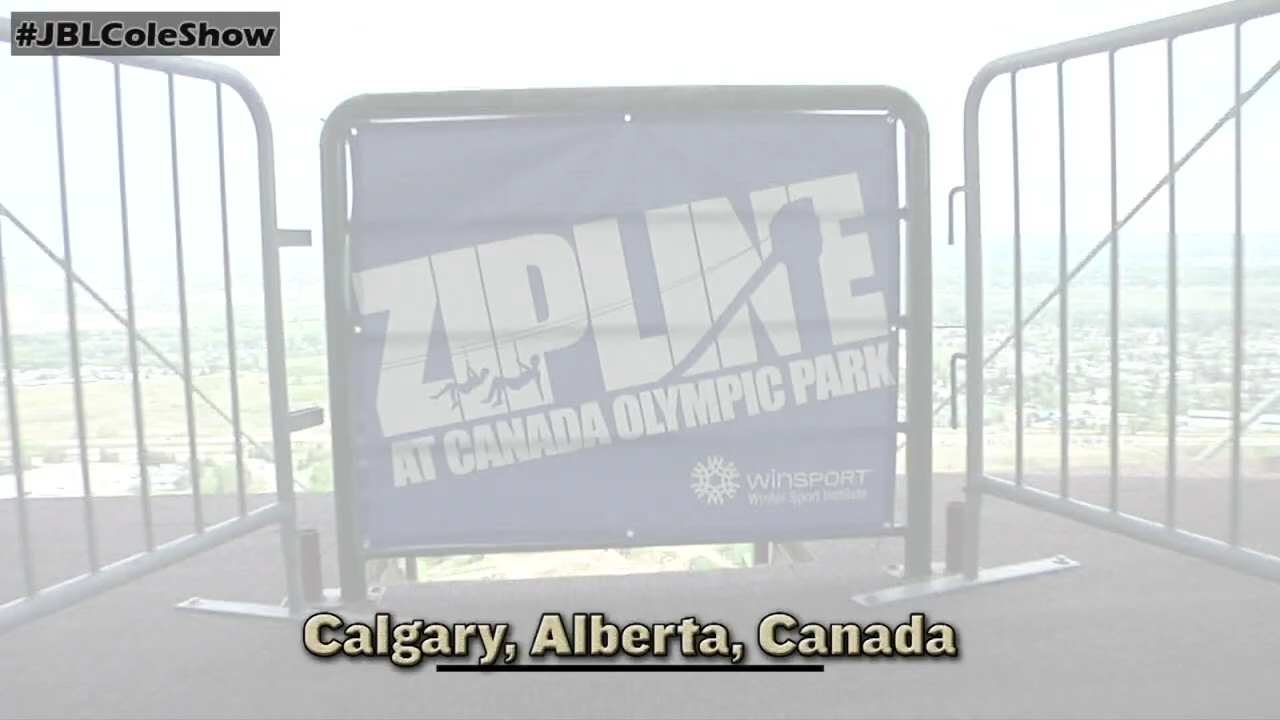 #JBLColeShow
ZIPLINE
AT CANADA OLYMPIC PARK
WINSPORT
Winter Sport Institute
Calgary, Alberta, Canada